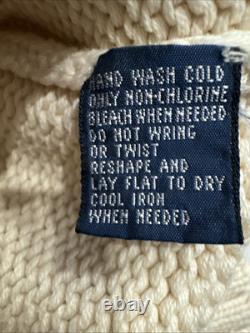 HAND WASH COLD
ONLY NON-CHLORINE
BLEACH WHEN NEEDED
DO NOT WRING
OR TWIST
RESHAPE AND
LAY FLAT TO DRY
COOL IRON
WHEN NEEDED